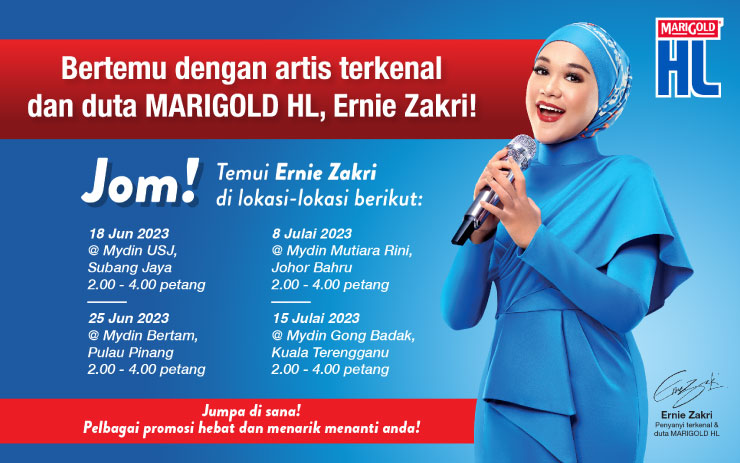 MARIGOLD
HL
Bertemu dengan artis terkenal
dan duta MARIGOLD HL, Ernie Zakri!
Jom!
Temui Ernie Zakri
di lokasi-lokasi berikut:
18 Jun 2023
@ Mydin USJ,
Subang Jaya
2.00 - 4.00 petang
25 Jun 2023
@ Mydin Bertam,
Pulau Pinang
2.00 - 4.00 petang
8 Julai 2023
@ Mydin Mutiara Rini,
Johor Bahru
2.00 - 4.00 petang
15 Julai 2023
@ Mydin Gong Badak,
Kuala Terengganu
2.00 - 4.00 petang
Jumpa di sana!
Pelbagai promosi hebat dan menarik menanti anda!
Ernie Zakri
Penyanyi terkenal &
duta MARIGOLD HL